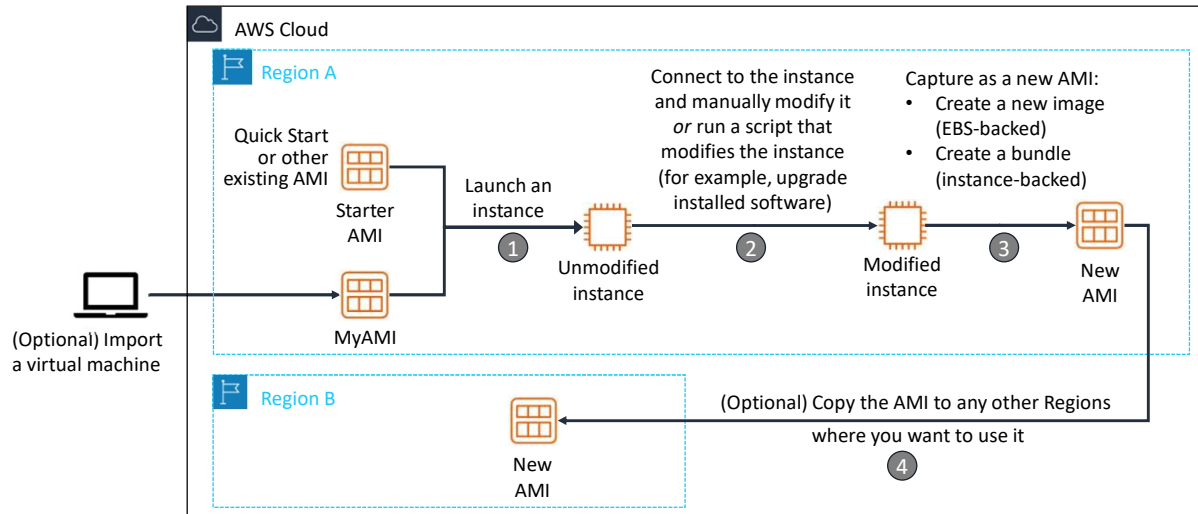 AWS Cloud
Region A
Quick Start
or other
existing AMI
Starter
AMI
MyAMI
(Optional) Import
a virtual machine
Launch an
instance
1
Unmodified
instance
Connect to the instance
and manually modify it
or run a script that
modifies the instance
(for example, upgrade
installed software)
2
Modified
instance
Capture as a new AMI:
• Create a new image
(EBS-backed)
• Create a bundle
(instance-backed)
3
New
AMI
Region B
New
AMI
(Optional) Copy the AMI to any other Regions
where you want to use it
4